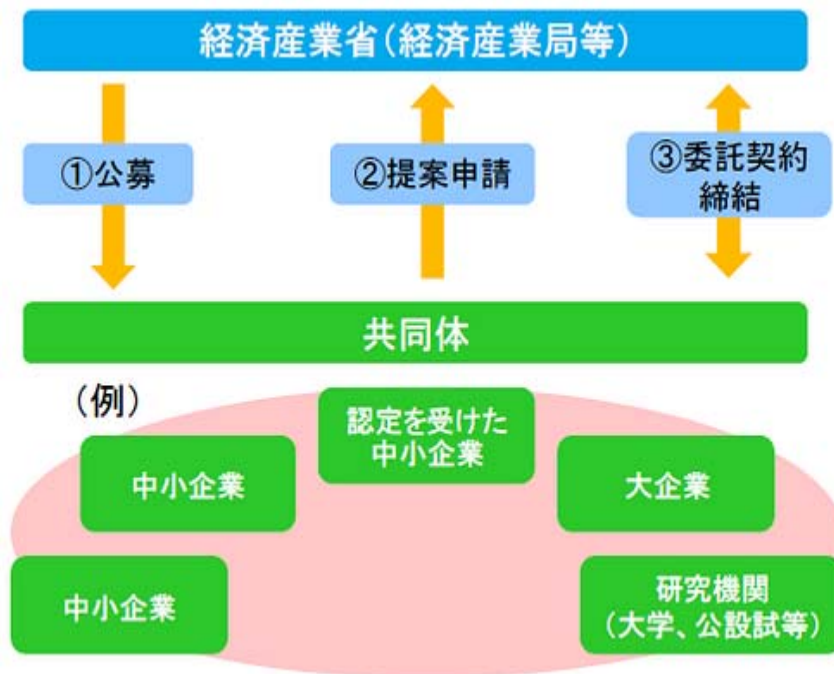 経済産業省(経済産業局等)
①公募
②提案申請
③委託契約
締結
共同体
(例)
認定を受けた
中小企業
中小企業
大企業
中小企業
研究機関
(大学、公設試等)